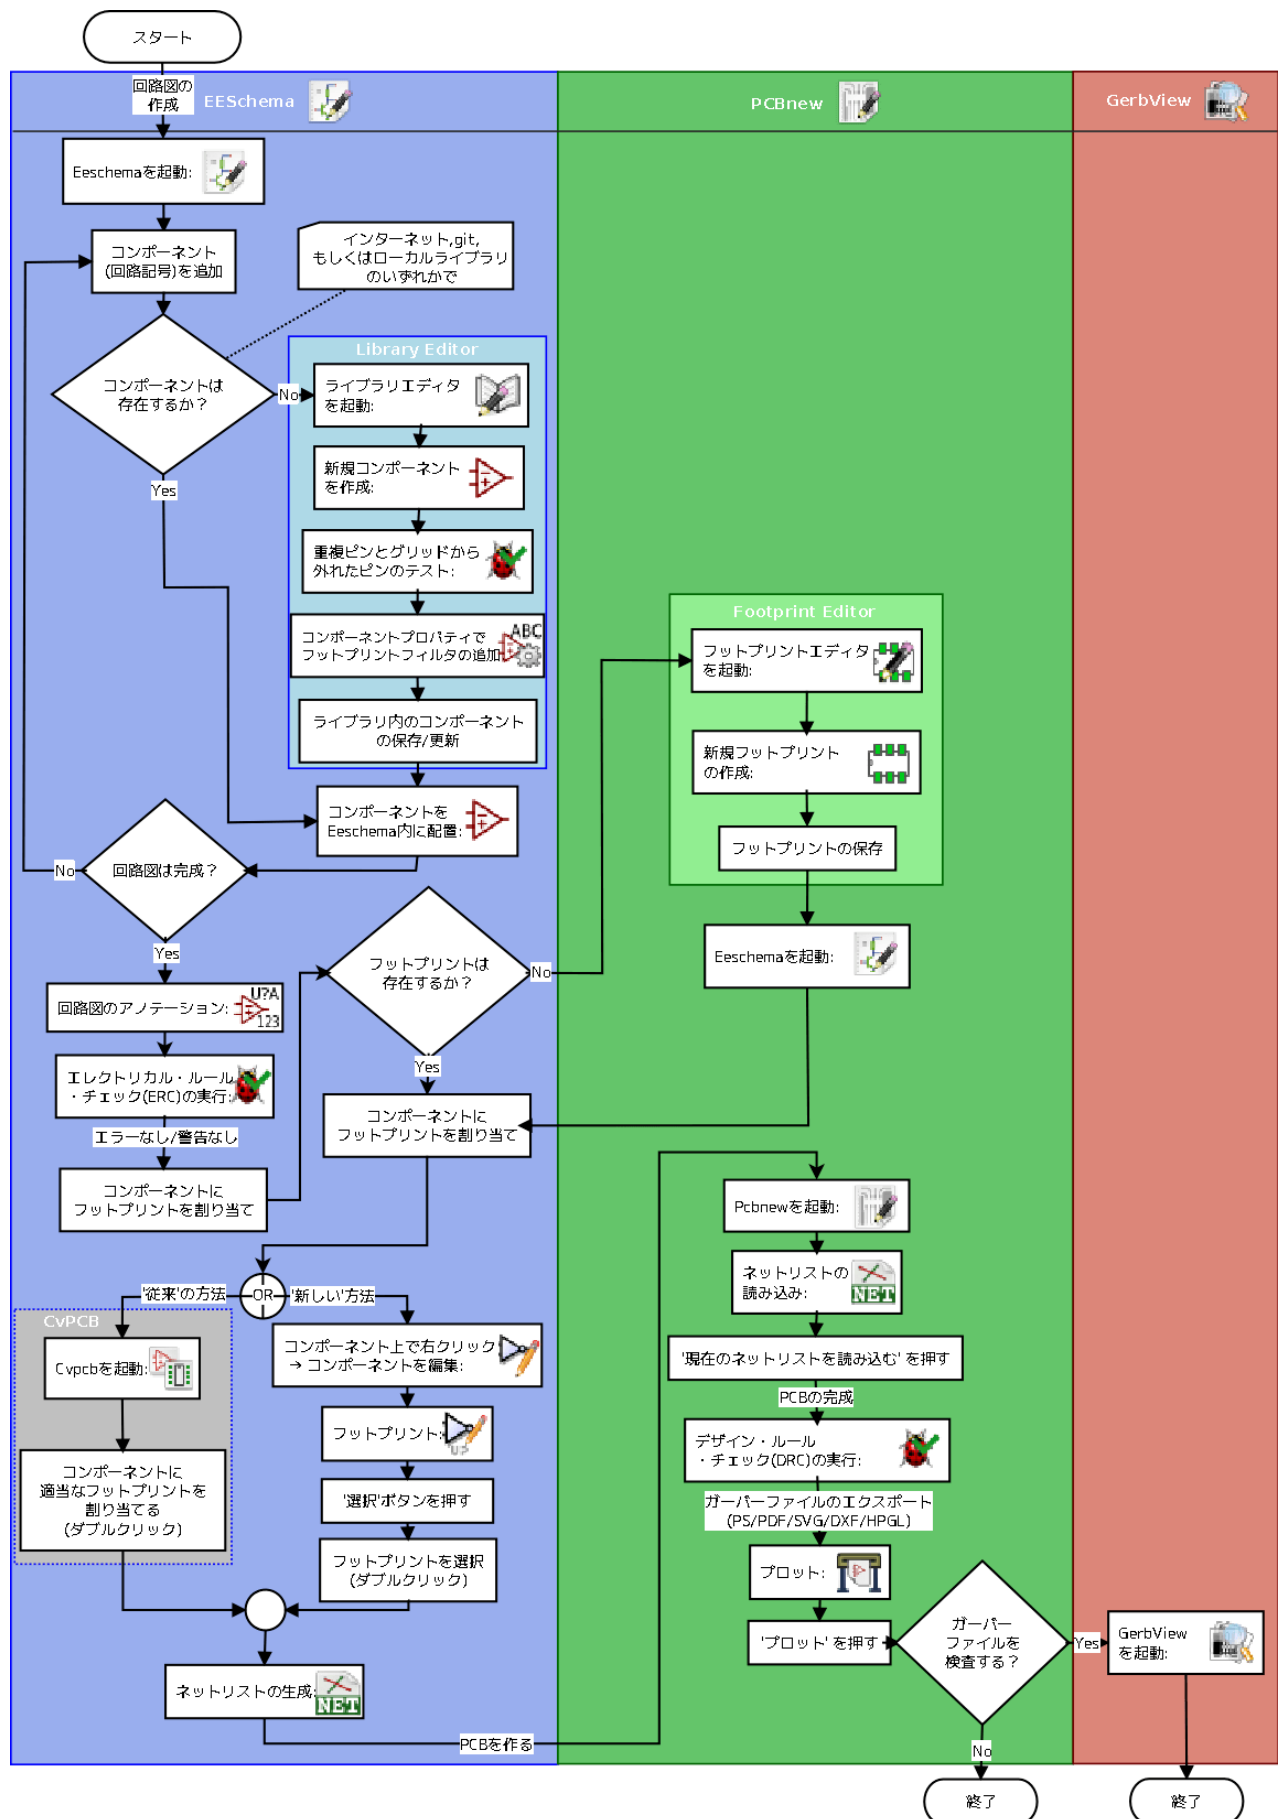 スタート
回路図の
作成
EESchema
PCBnew
GerbView
Eeschemaを起動:
コンポーネント
(回路記号)を追加
インターネット,git,
もしくはローカルライブラリ
のいずれかで
コンポーネントは
存在するか？
No
Yes
Library Editor
ライブラリエディタ
を起動:
新規コンポーネント
を作成:
重複ピンとグリッドから
外れたピンのテスト:
コンポーネントプロパティで
フットプリントフィルタの追加
ABC
ライブラリ内のコンポーネント
の保存/更新
コンポーネントを
Eeschema内に配置:
回路図は完成？
No
Yes
回路図のアノテーション:
U?A
123
エレクトリカル・ルール
・チェック(ERC)の実行:
エラーなし/警告なし
コンポーネントに
フットプリントを割り当て
フットプリントは
存在するか？
No
Yes
Footprint Editor
フットプリントエディタ
を起動:
新規フットプリント
の作成:
フットプリントの保存
Eeschemaを起動:
コンポーネントに
フットプリントを割り当て
'従来'の方法
OR
'新しい'方法
CvPCB
Cvpcbを起動:
コンポーネントに
適当なフットプリントを
割り当てる
(ダブルクリック)
コンポーネント上で右クリック
→ コンポーネントを編集:
フットプリント:
U?
'選択'ボタンを押す
フットプリントを選択
(ダブルクリック)
ネットリストの生成:
NET
PCBを作る
Pcbnewを起動:
ネットリストの
読み込み:
NET
'現在のネットリストを読み込む' を押す
PCBの完成
デザイン・ルール
・チェック(DRC)の実行:
ガーバーファイルのエクスポート
(PS/PDF/SVG/DXF/HPGL)
プロット:
'プロット' を押す
ガーバー
ファイルを
検査する？
Yes
No
GerbView
を起動:
終了
終了